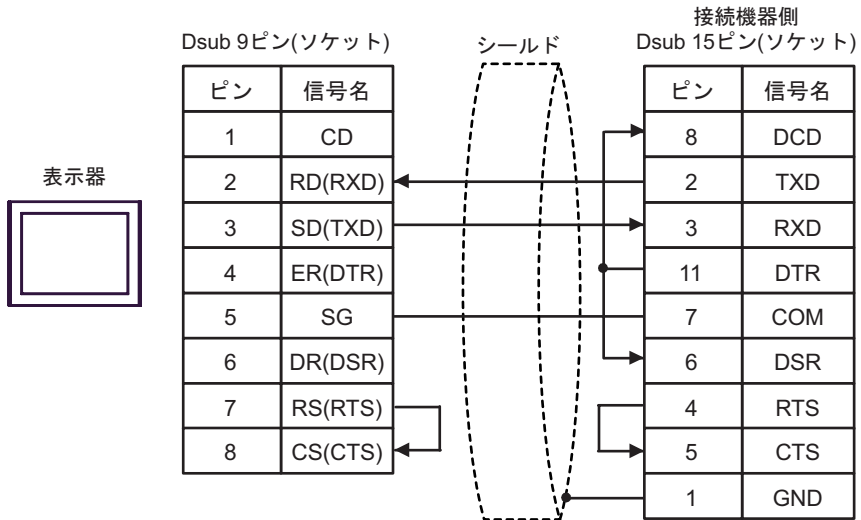 接続機器側
Dsub 9ピン(ソケット) シールド Dsub 15ピン(ソケット)
ピン 信号名 ピン 信号名
1 CD 8 DCD
表示器
2 RD(RXD) 2 TXD
3 SD(TXD) 3 RXD
4 ER(DTR) 11 DTR
5 SG 7 COM
6 DR(DSR) 6 DSR
7 RS(RTS) 4 RTS
8 CS(CTS) 5 CTS
1 GND